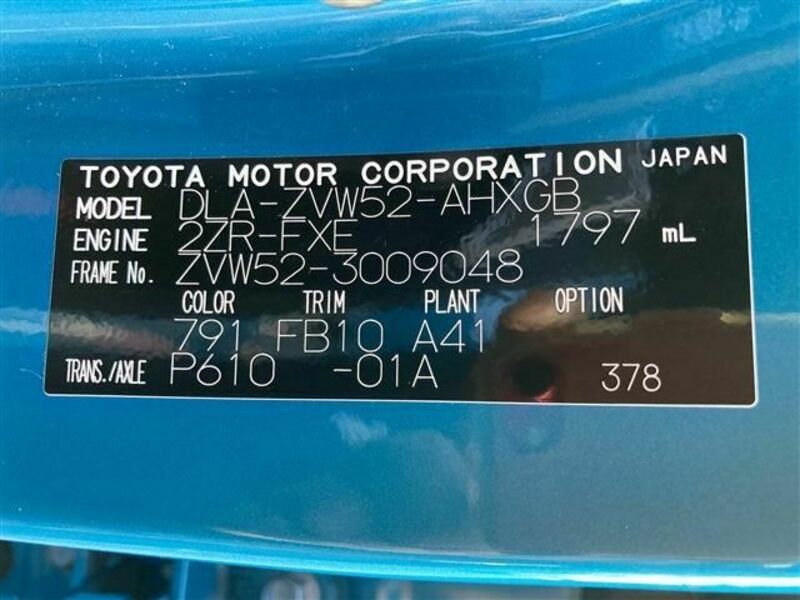 TOYOTA MOTOR CORPORATION JAPAN
MODEL DLA-ZVW52-AHXGB
ENGINE 2ZR-FXE 1797 mL
FRAME No. ZVW52-3009048
COLOR TRIM PLANT OPTION
791 FB10 A41
TRANS./AXLE P610 -01A 378